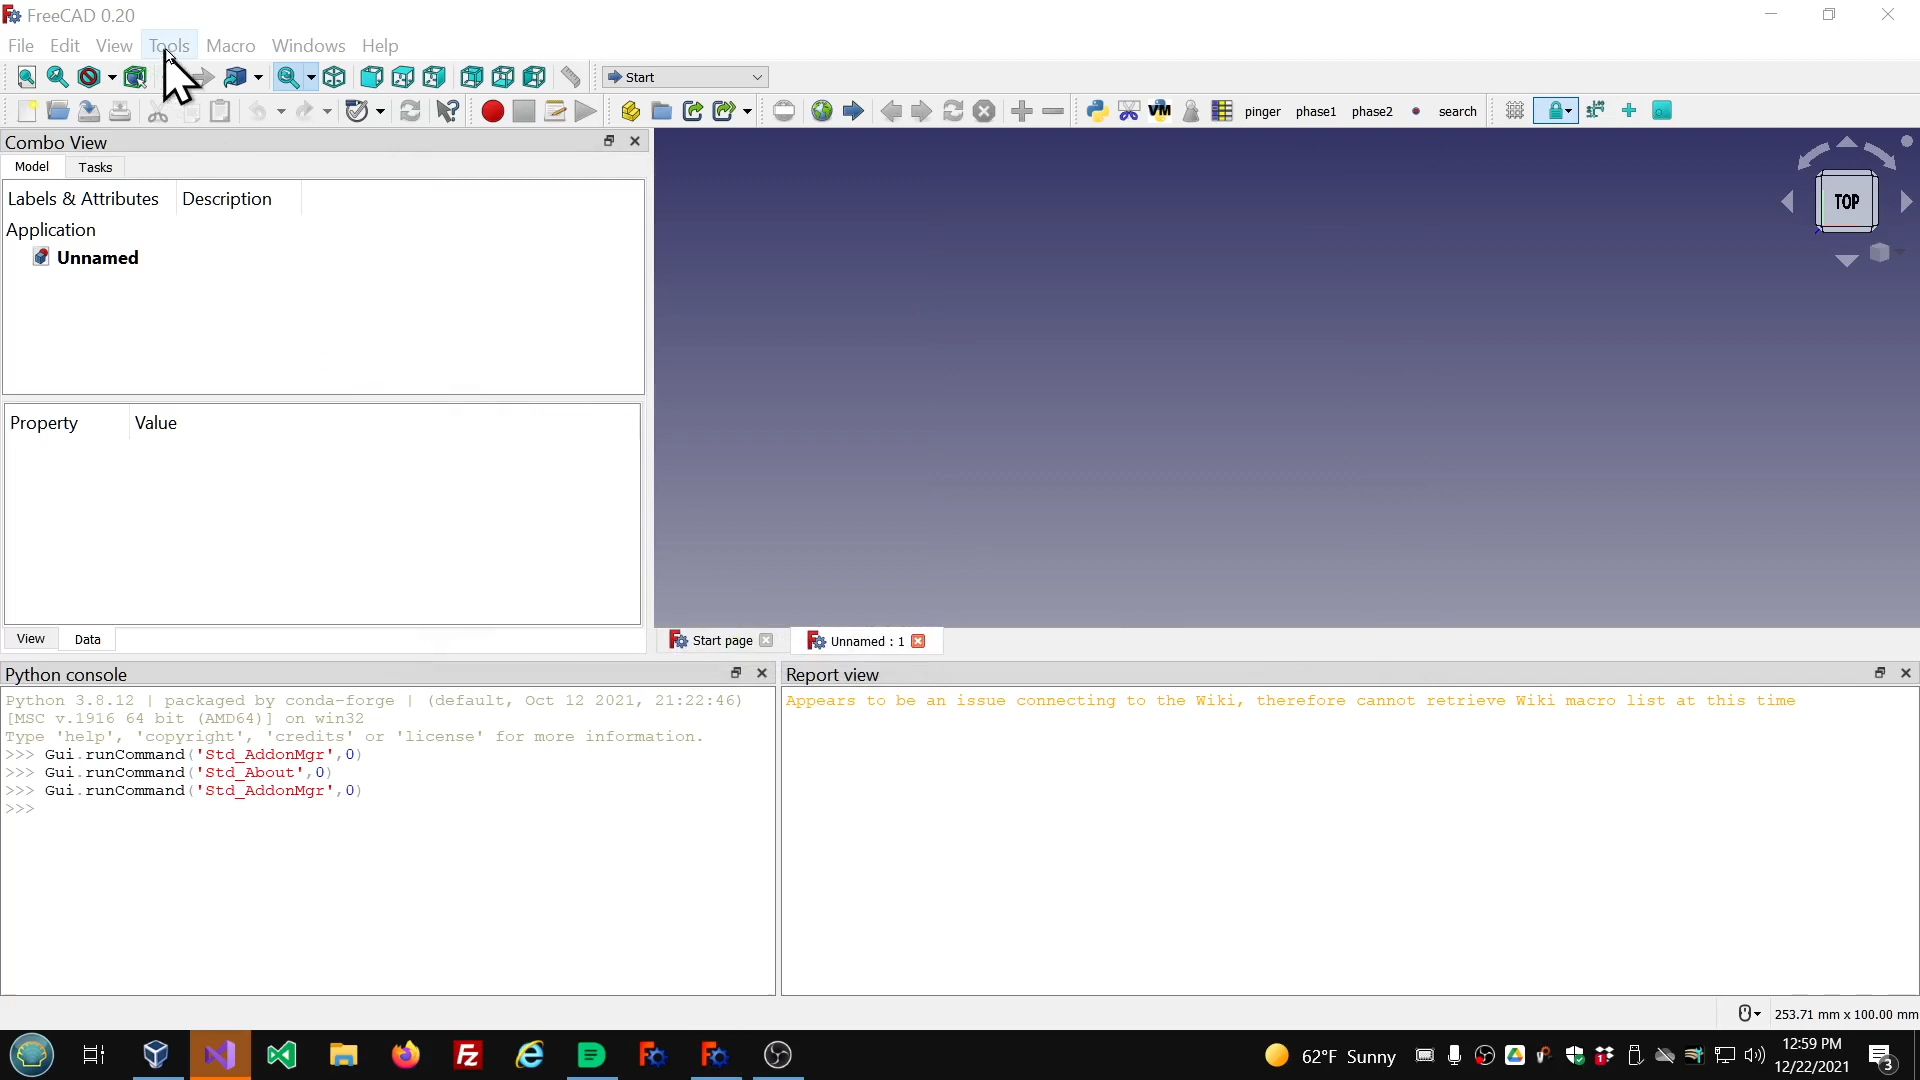 FreeCAD 0.20
File Edit View Tools Macro Windows Help
Start
VM pinger phase1 phase2 search
Combo View
Model Tasks
Labels & Attributes Description
Application
Unnamed
TOP
Property Value
View Data
Start page Unnamed : 1
Python console
Python 3.8.12 | packaged by conda-forge | (default, Oct 12 2021, 21:22:46)
[MSC v.1916 64 bit (AMD64)] on win32
Type 'help', 'copyright', 'credits' or 'license' for more information.
>>> Gui.runCommand('Std_AddonMgr',0)
>>> Gui.runCommand('Std_About',0)
>>> Gui.runCommand('Std_AddonMgr',0)
>>>
Report view
Appears to be an issue connecting to the Wiki, therefore cannot retrieve Wiki macro list at this time
253.71 mm x 100.00 mm
62°F Sunny
12:59 PM
12/22/2021
3